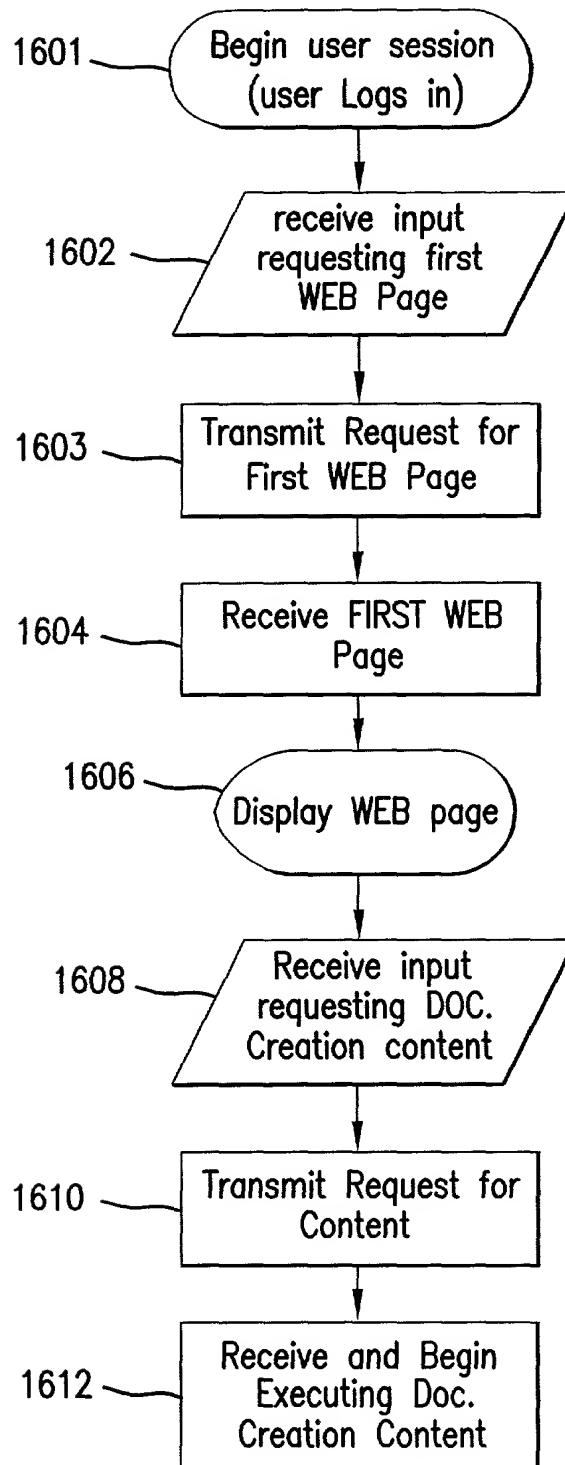 1601
Begin user session
(user Logs in)
1602
receive input
requesting first
WEB Page
1603
Transmit Request for
First WEB Page
1604
Receive FIRST WEB
Page
1606
Display WEB page
1608
Receive input
requesting DOC.
Creation content
1610
Transmit Request for
Content
1612
Receive and Begin
Executing Doc.
Creation Content